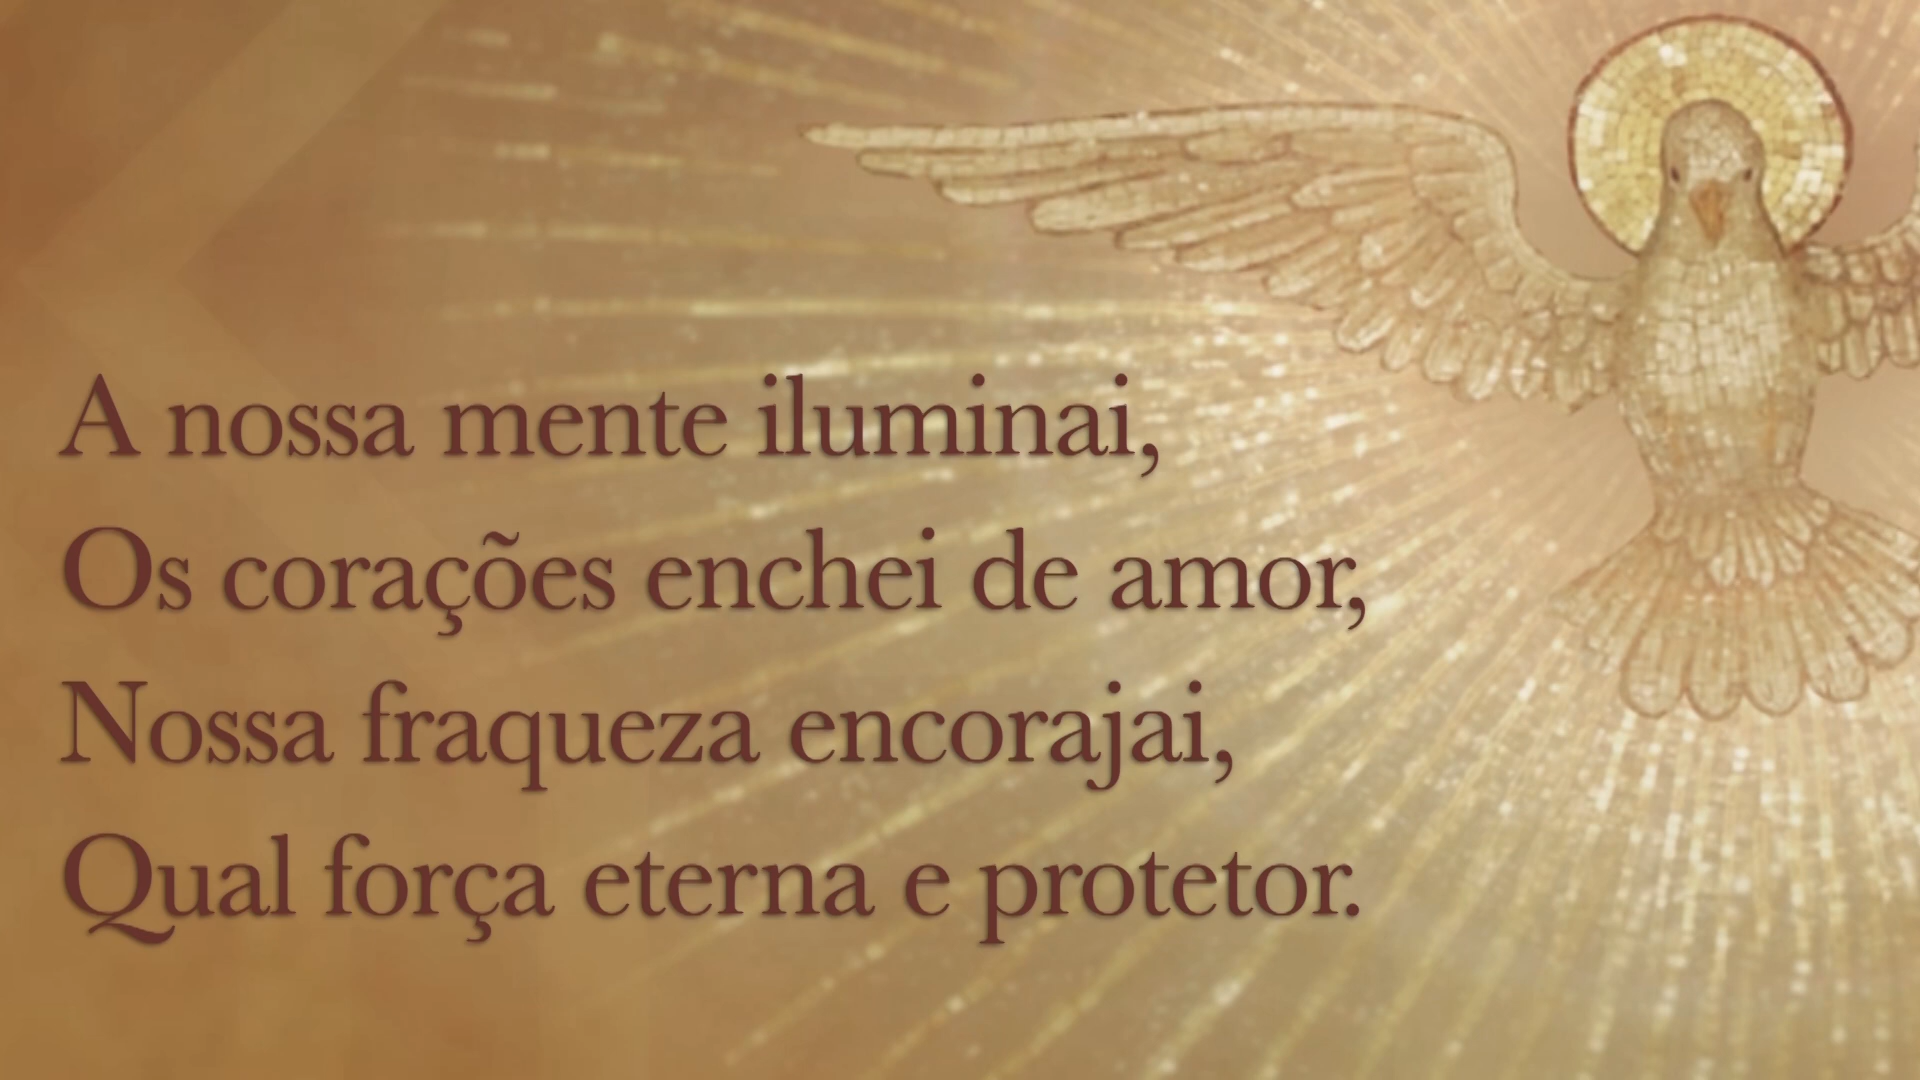 A nossa mente iluminai,
Os corações enchei de amor,
Nossa fraqueza encorajai,
Qual força eterna e protetor.